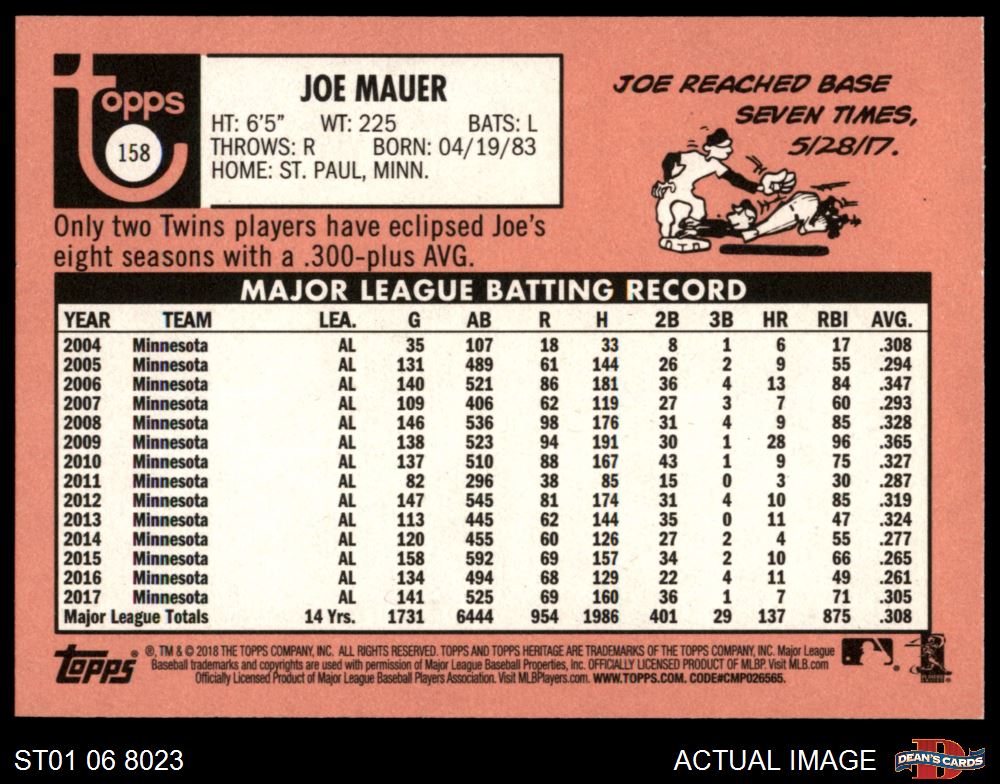 Topps
158
JOE MAUER
HT: 6'5" WT: 225 BATS: L
THROWS: R BORN: 04/19/83
HOME: ST. PAUL, MINN.
JOE REACHED BASE
SEVEN TIMES,
5/28/17.
Only two Twins players have eclipsed Joe's
eight seasons with a .300-plus AVG.
MAJOR LEAGUE BATTING RECORD
YEAR TEAM LEA. G AB R H 2B 3B HR RBI AVG.
2004 Minnesota AL 35 107 18 33 8 1 6 17 .308
2005 Minnesota AL 131 489 61 144 26 2 9 55 .294
2006 Minnesota AL 140 521 86 181 36 4 13 84 .347
2007 Minnesota AL 109 406 62 119 27 3 7 60 .293
2008 Minnesota AL 146 536 98 176 31 4 9 85 .328
2009 Minnesota AL 138 523 94 191 30 1 28 96 .365
2010 Minnesota AL 137 510 88 167 43 1 9 75 .327
2011 Minnesota AL 82 296 38 85 15 0 3 30 .287
2012 Minnesota AL 147 545 81 174 31 4 10 85 .319
2013 Minnesota AL 113 445 62 144 35 0 11 47 .324
2014 Minnesota AL 120 455 60 126 27 2 4 55 .277
2015 Minnesota AL 158 592 69 157 34 2 10 66 .265
2016 Minnesota AL 134 494 68 129 22 4 11 49 .261
2017 Minnesota AL 141 525 69 160 36 1 7 71 .305
Major League Totals 14 Yrs. 1731 6444 954 1986 401 29 137 875 .308
Topps ®
®, TM & © 2018 THE TOPPS COMPANY, INC. ALL RIGHTS RESERVED. TOPPS AND TOPPS HERITAGE ARE TRADEMARKS OF THE TOPPS COMPANY, INC. Major League
Baseball trademarks and copyrights are used with permission of Major League Baseball Properties, Inc. OFFICIALLY LICENSED PRODUCT OF MLBP. Visit MLB.com
Officially Licensed Product of Major League Baseball Players Association. Visit MLBPlayers.com. WWW.TOPPS.COM. CODE#CMP026565.
ST01 06 8023
ACTUAL IMAGE
DEAN'S CARDS